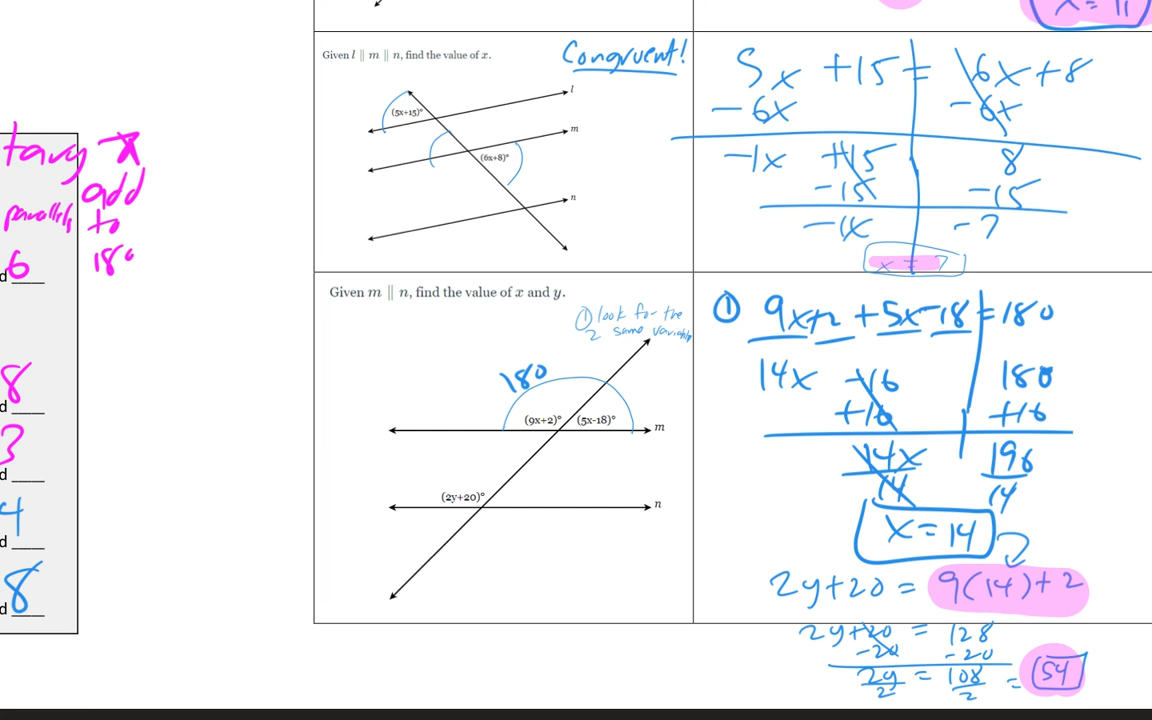 x = 11
tary
add
parallels to
180
d 6
8
d
3
d
4
d
8
d
Given l ∥ m ∥ n, find the value of x.
Congruent!
l
(5x+15)°
m
(6x+8)°
n
5x +15 = 16x+8
-6x -6x
-1x +15 8
-15 -15
-1x -7
x = 7
Given m ∥ n, find the value of x and y.
① look for the
2 same variables
180
(9x+2)° (5x-18)°
m
(2y+20)°
n
① 9x+2 +5x-18 = 180
14x -16 180
+16 +16
14x 196
14 14
x = 14
2y+20 = 9(14)+2
2y+20 = 128
-20 -20
2y = 108 = 54
2 2